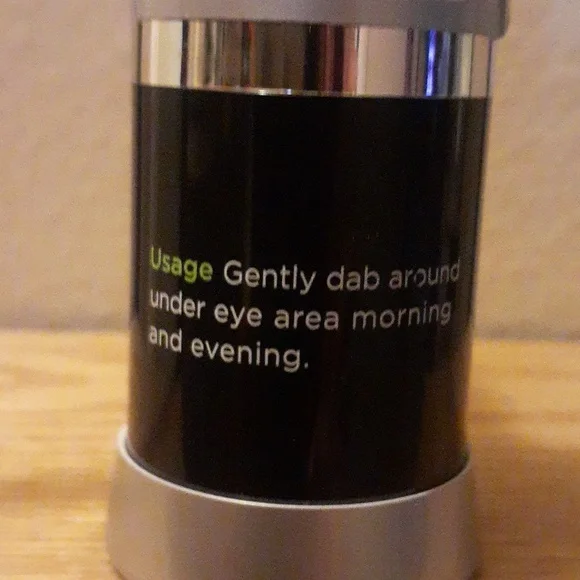 Usage Gently dab around
under eye area morning
and evening.